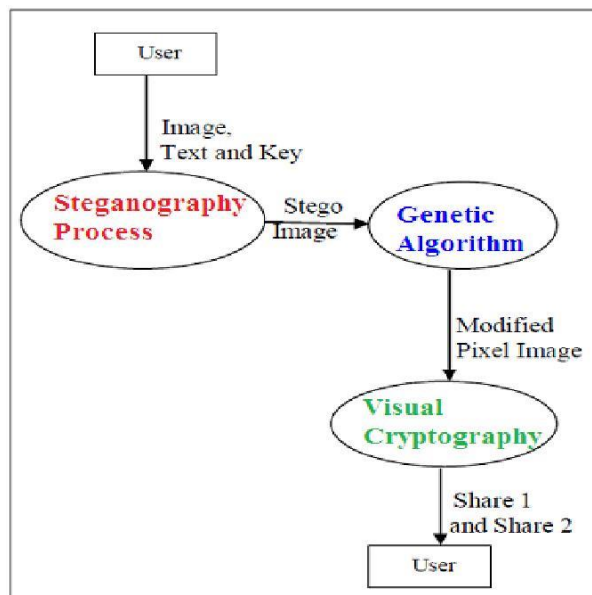 User
Image,
Text and Key
Steganography
Process
Stego
Image
Genetic
Algorithm
Modified
Pixel Image
Visual
Cryptography
Share 1
and Share 2
User